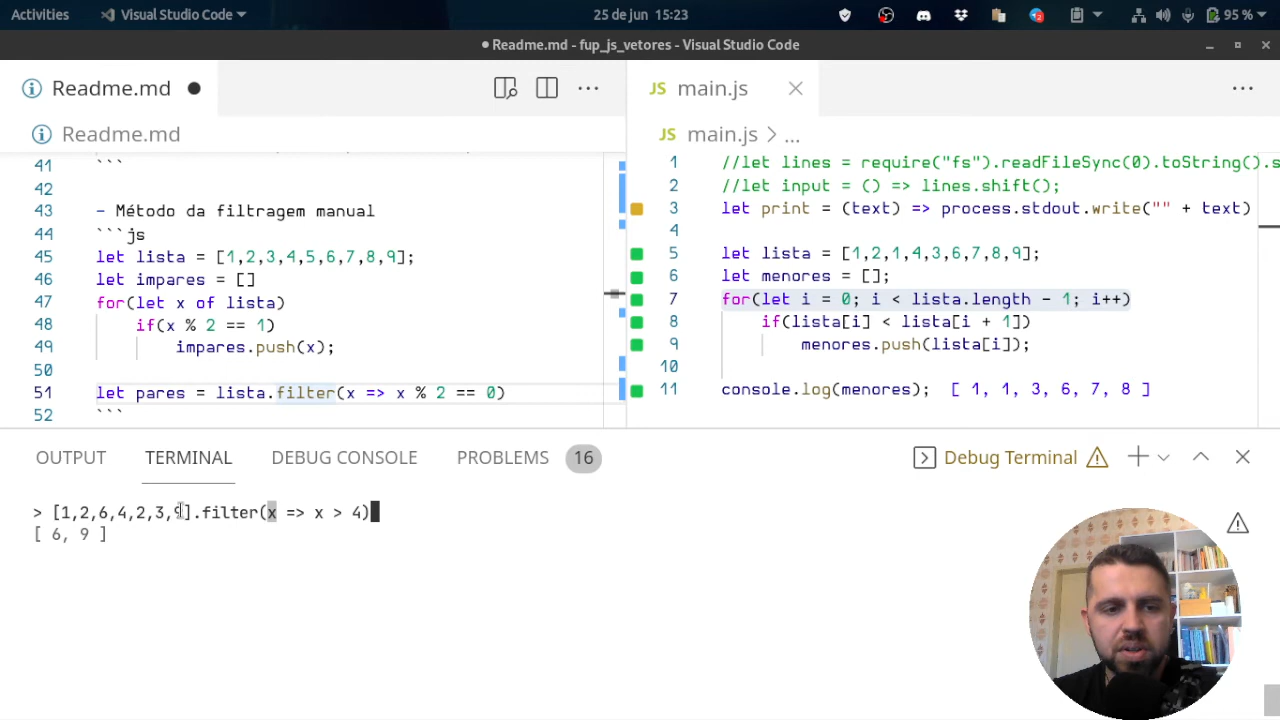 Activities
Visual Studio Code
25 de jun 15:23
95 %
Readme.md - fup_js_vetores - Visual Studio Code
Readme.md
Readme.md
41 ```
42
43 - Método da filtragem manual
44 ```js
45 let lista = [1,2,3,4,5,6,7,8,9];
46 let impares = []
47 for(let x of lista)
48 if(x % 2 == 1)
49 impares.push(x);
50
51 let pares = lista.filter(x => x % 2 == 0)
52 ```
JS main.js
JS main.js > ...
1 //let lines = require("fs").readFileSync(0).toString().s
2 //let input = () => lines.shift();
3 let print = (text) => process.stdout.write("" + text)
4
5 let lista = [1,2,1,4,3,6,7,8,9];
6 let menores = [];
7 for(let i = 0; i < lista.length - 1; i++)
8 if(lista[i] < lista[i + 1])
9 menores.push(lista[i]);
10
11 console.log(menores); [ 1, 1, 3, 6, 7, 8 ]
OUTPUT
TERMINAL
DEBUG CONSOLE
PROBLEMS
16
Debug Terminal
> [1,2,6,4,2,3,9].filter(x => x > 4)
[ 6, 9 ]